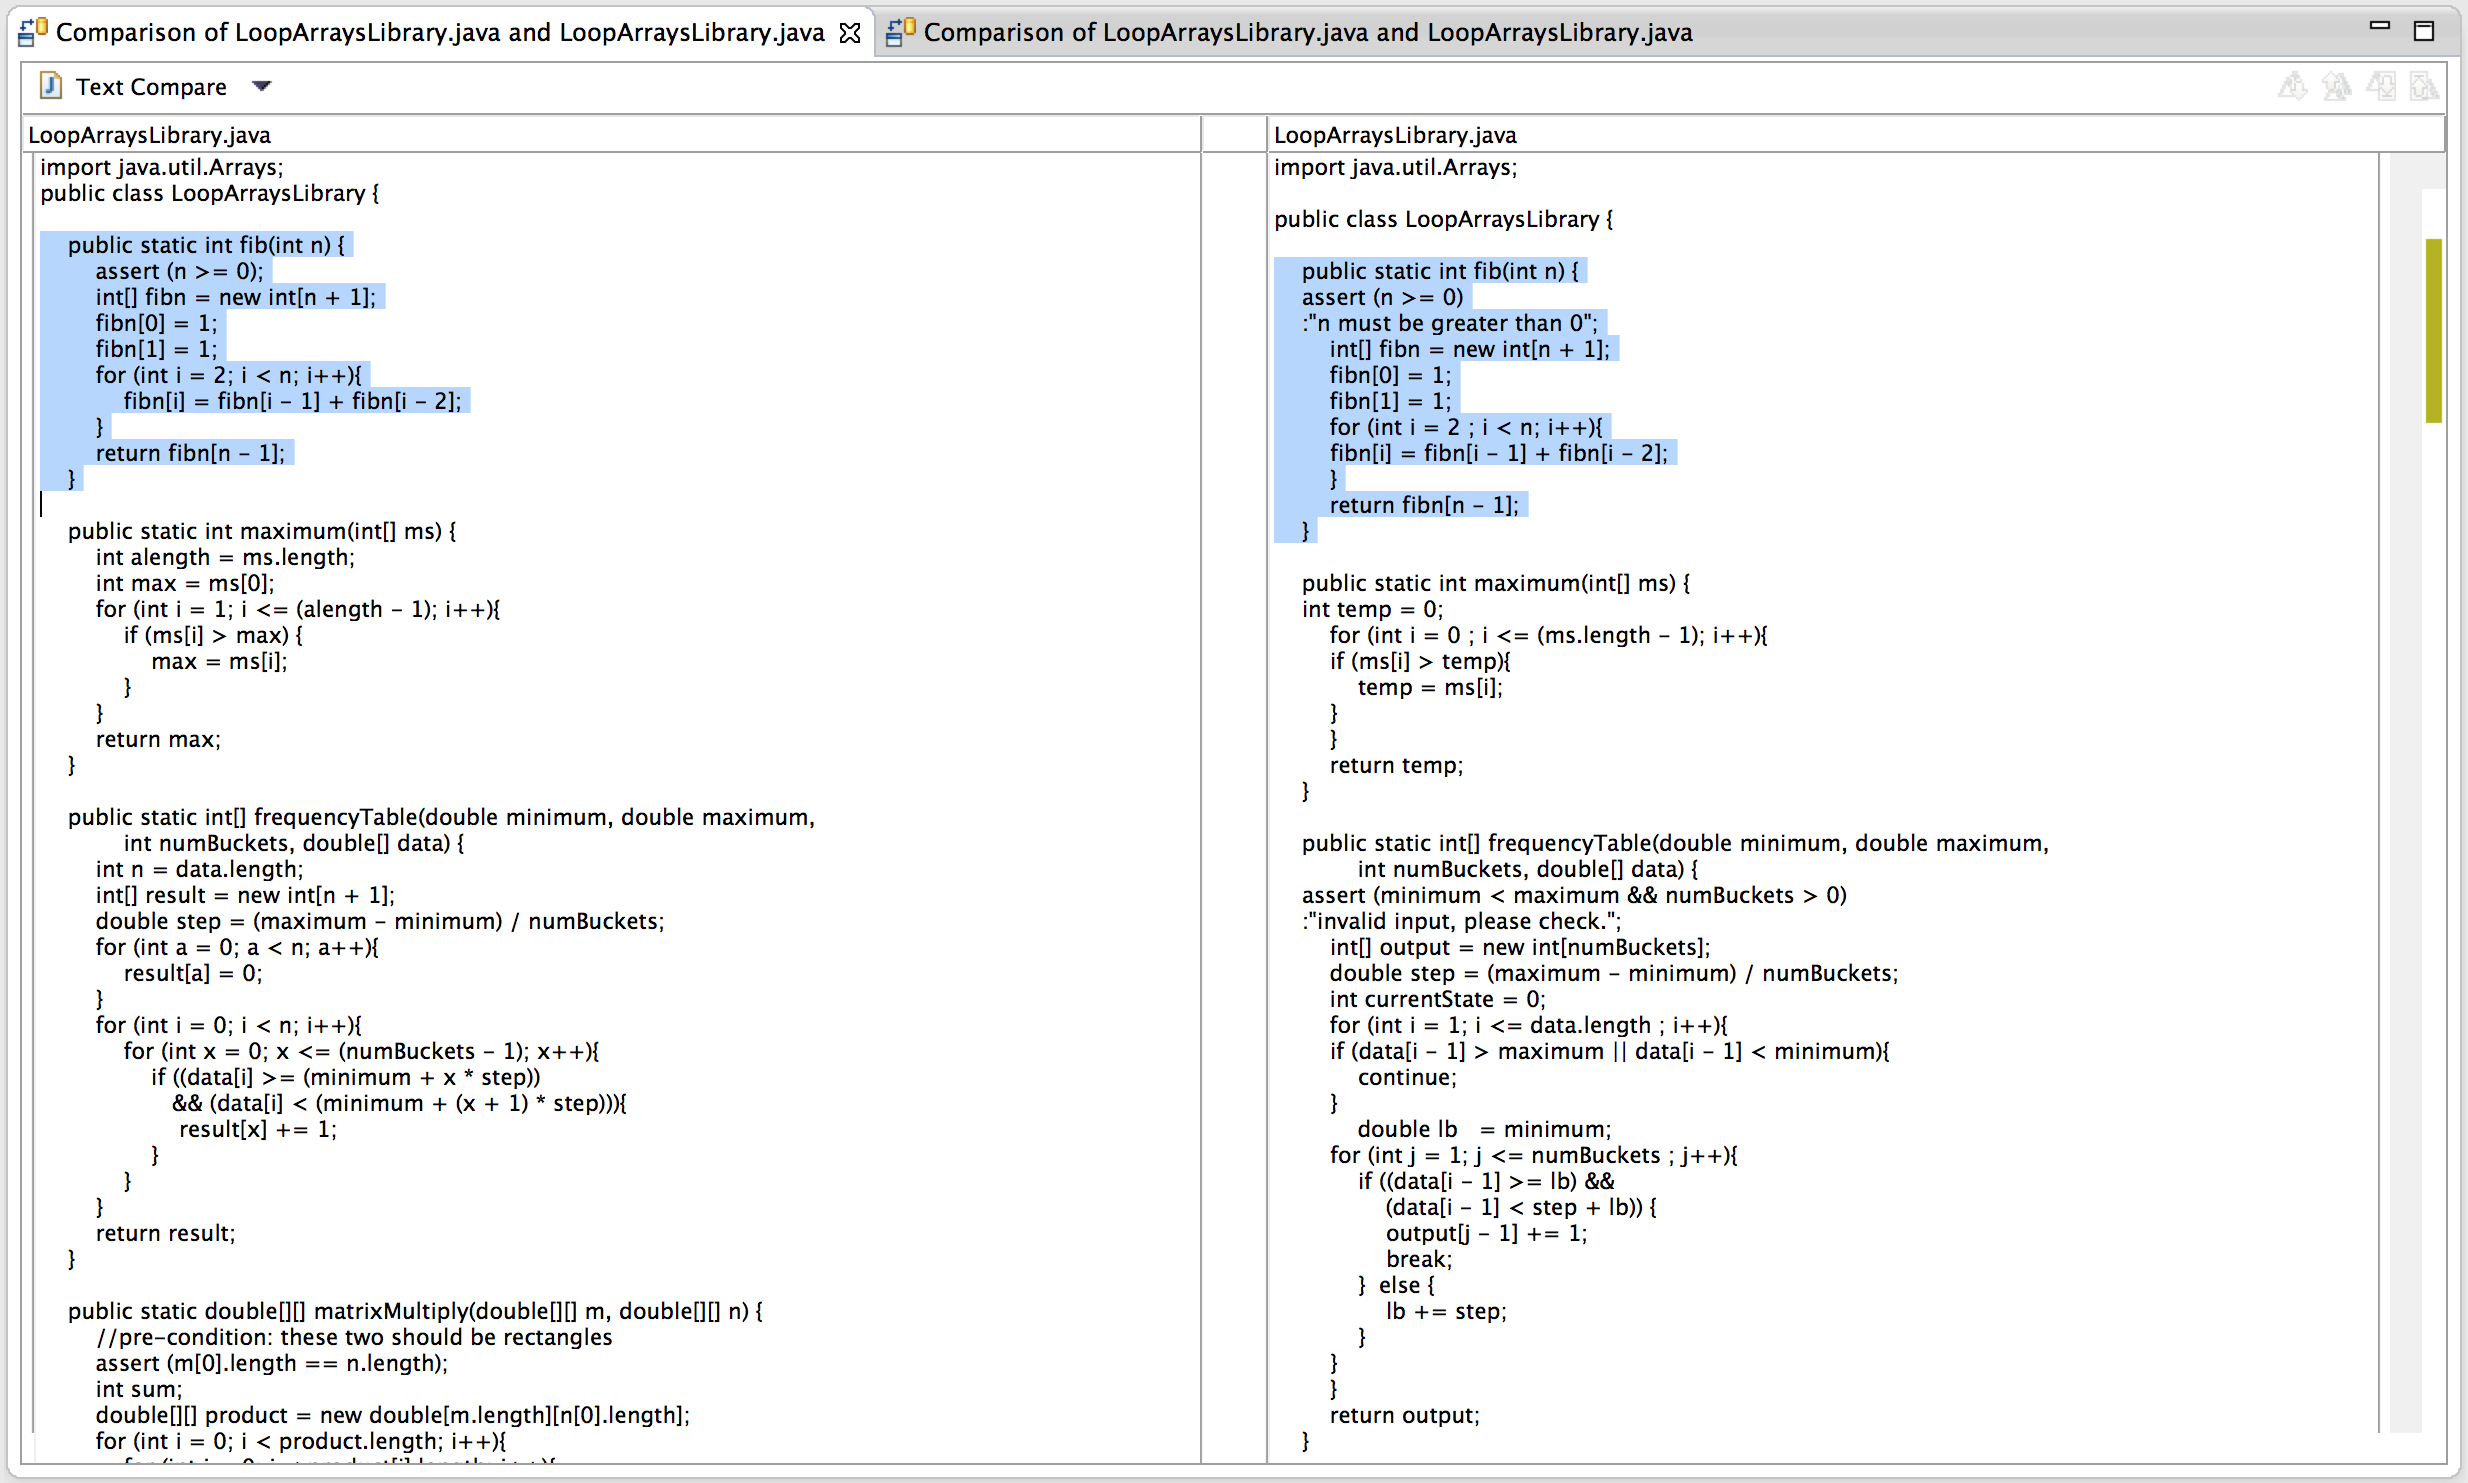 Comparison of LoopArraysLibrary.java and LoopArraysLibrary.java
Comparison of LoopArraysLibrary.java and LoopArraysLibrary.java
Text Compare
LoopArraysLibrary.java
import java.util.Arrays;
public class LoopArraysLibrary {
public static int fib(int n) {
assert (n >= 0);
int[] fibn = new int[n + 1];
fibn[0] = 1;
fibn[1] = 1;
for (int i = 2; i < n; i++){
fibn[i] = fibn[i - 1] + fibn[i - 2];
}
return fibn[n - 1];
}
public static int maximum(int[] ms) {
int alength = ms.length;
int max = ms[0];
for (int i = 1; i <= (alength - 1); i++){
if (ms[i] > max) {
max = ms[i];
}
}
return max;
}
public static int[] frequencyTable(double minimum, double maximum,
int numBuckets, double[] data) {
int n = data.length;
int[] result = new int[n + 1];
double step = (maximum - minimum) / numBuckets;
for (int a = 0; a < n; a++){
result[a] = 0;
}
for (int i = 0; i < n; i++){
for (int x = 0; x <= (numBuckets - 1); x++){
if ((data[i] >= (minimum + x * step))
&& (data[i] < (minimum + (x + 1) * step))){
result[x] += 1;
}
}
}
return result;
}
public static double[][] matrixMultiply(double[][] m, double[][] n) {
//pre-condition: these two should be rectangles
assert (m[0].length == n.length);
int sum;
double[][] product = new double[m.length][n[0].length];
for (int i = 0; i < product.length; i++){
LoopArraysLibrary.java
import java.util.Arrays;
public class LoopArraysLibrary {
public static int fib(int n) {
assert (n >= 0)
:"n must be greater than 0";
int[] fibn = new int[n + 1];
fibn[0] = 1;
fibn[1] = 1;
for (int i = 2 ; i < n; i++){
fibn[i] = fibn[i - 1] + fibn[i - 2];
}
return fibn[n - 1];
}
public static int maximum(int[] ms) {
int temp = 0;
for (int i = 0 ; i <= (ms.length - 1); i++){
if (ms[i] > temp){
temp = ms[i];
}
}
return temp;
}
public static int[] frequencyTable(double minimum, double maximum,
int numBuckets, double[] data) {
assert (minimum < maximum && numBuckets > 0)
:"invalid input, please check.";
int[] output = new int[numBuckets];
double step = (maximum - minimum) / numBuckets;
int currentState = 0;
for (int i = 1; i <= data.length ; i++){
if (data[i - 1] > maximum || data[i - 1] < minimum){
continue;
}
double lb   = minimum;
for (int j = 1; j <= numBuckets ; j++){
if ((data[i - 1] >= lb) &&
(data[i - 1] < step + lb)) {
output[j - 1] += 1;
break;
}  else {
lb += step;
}
}
}
return output;
}